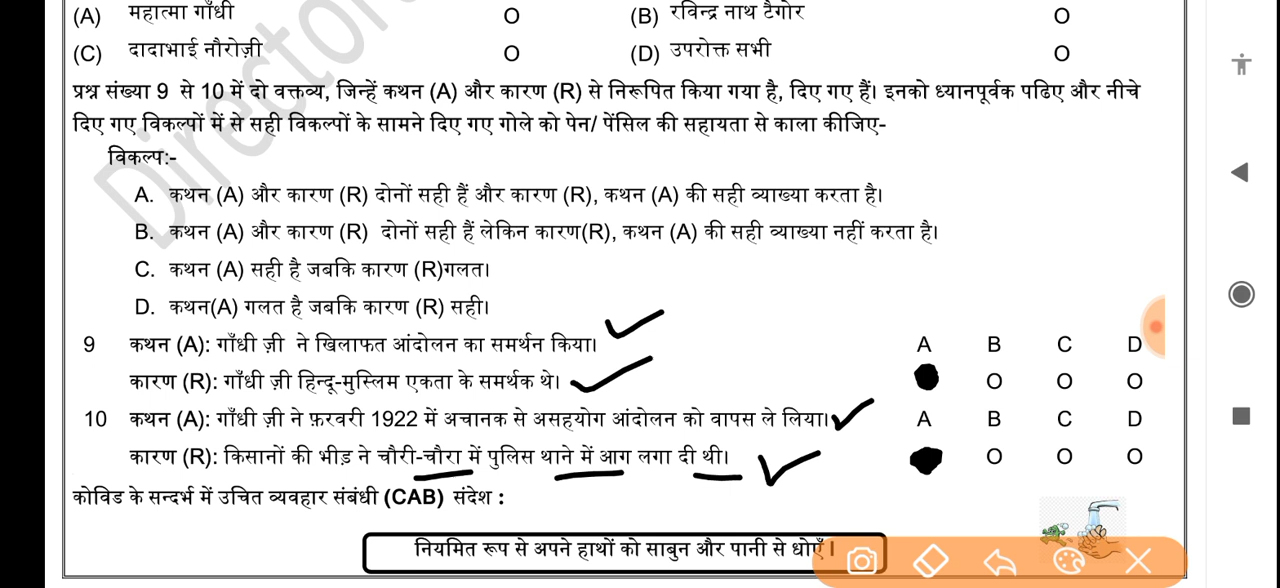 (A) महात्मा गाँधी O (B) रविन्द्र नाथ टैगोर O
(C) दादाभाई नौरोज़ी O (D) उपरोक्त सभी O
प्रश्न संख्या 9 से 10 में दो वक्तव्य, जिन्हें कथन (A) और कारण (R) से निरूपित किया गया है, दिए गए हैं। इनको ध्यानपूर्वक पढिए और नीचे
दिए गए विकल्पों में से सही विकल्पों के सामने दिए गए गोले को पेन/ पेंसिल की सहायता से काला कीजिए-
विकल्प:-
A. कथन (A) और कारण (R) दोनों सही हैं और कारण (R), कथन (A) की सही व्याख्या करता है।
B. कथन (A) और कारण (R) दोनों सही हैं लेकिन कारण(R), कथन (A) की सही व्याख्या नहीं करता है।
C. कथन (A) सही है जबकि कारण (R)गलत।
D. कथन(A) गलत है जबकि कारण (R) सही।
9 कथन (A): गाँधी ज़ी ने खिलाफत आंदोलन का समर्थन किया। A B C D
कारण (R): गाँधी ज़ी हिन्दू-मुस्लिम एकता के समर्थक थे। O O O
10 कथन (A): गाँधी ज़ी ने फ़रवरी 1922 में अचानक से असहयोग आंदोलन को वापस ले लिया। A B C D
कारण (R): किसानों की भीड़ ने चौरी-चौरा में पुलिस थाने में आग लगा दी थी। O O O
कोविड के सन्दर्भ में उचित व्यवहार संबंधी (CAB) संदेश :
नियमित रूप से अपने हाथों को साबुन और पानी से धोएँ।
Director